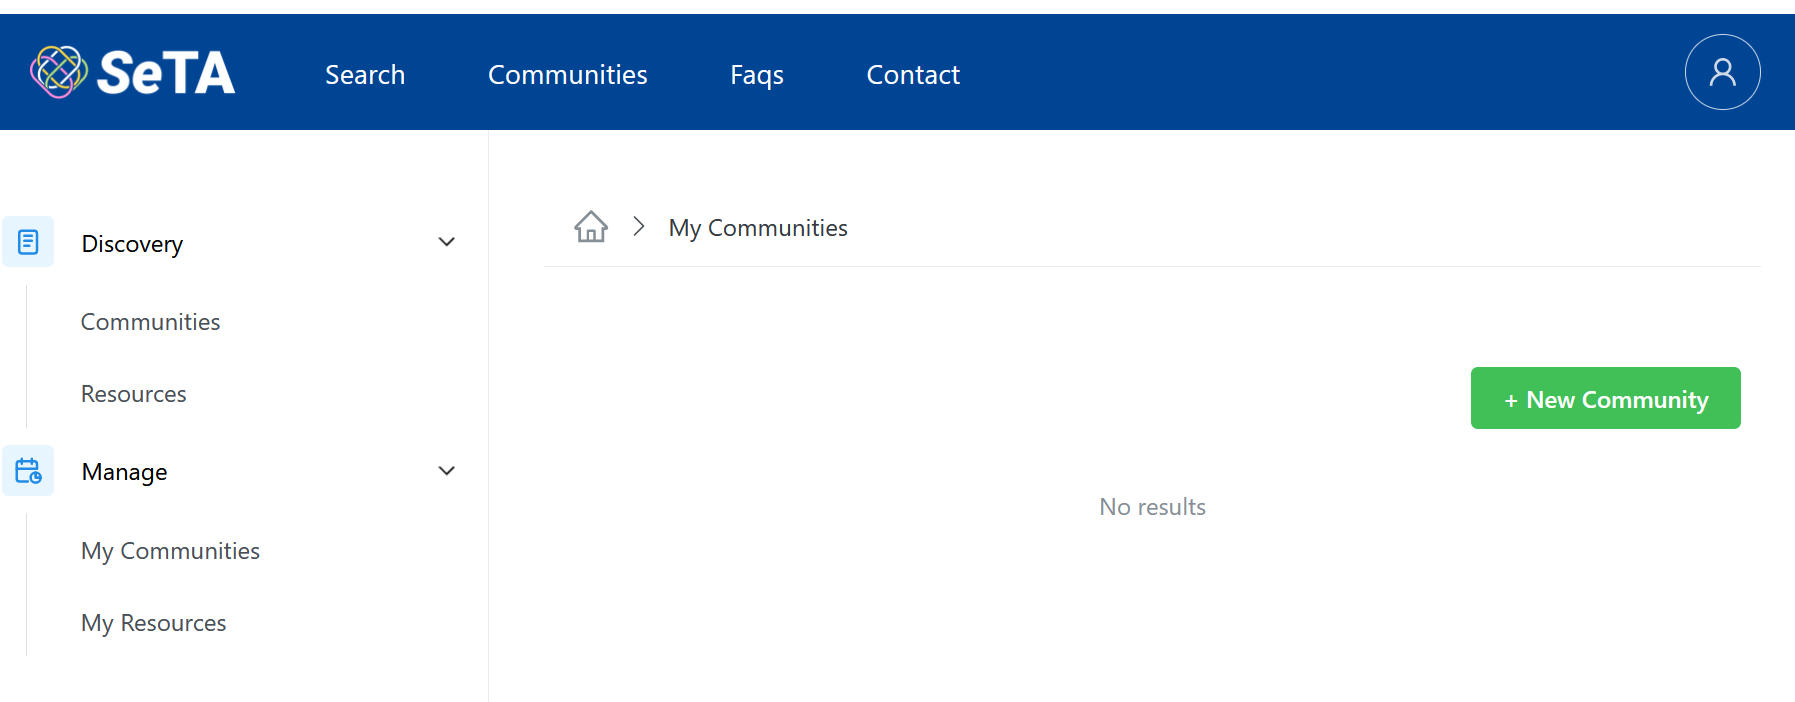 SeTA
Search
Communities
Faqs
Contact
Discovery
Communities
Resources
Manage
My Communities
My Resources
My Communities
+ New Community
No results